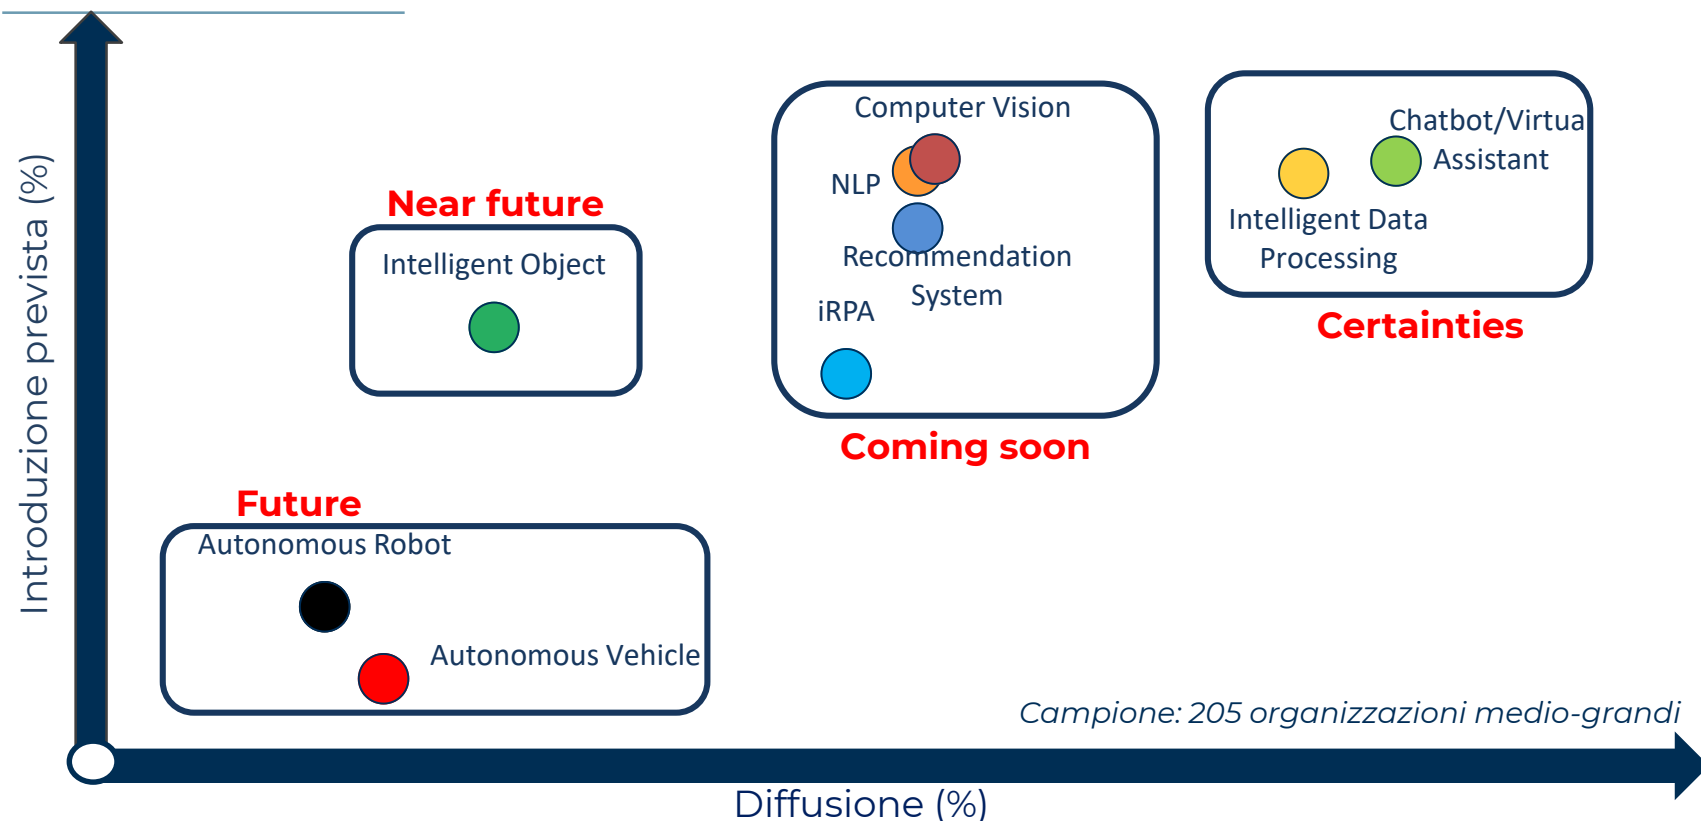 Introduzione prevista (%)
Near future
Intelligent Object
Computer Vision
NLP
Recommendation
System
iRPA
Coming soon
Chatbot/Virtua
Assistant
Intelligent Data
Processing
Certainties
Future
Autonomous Robot
Autonomous Vehicle
Campione: 205 organizzazioni medio-grandi
Diffusione (%)